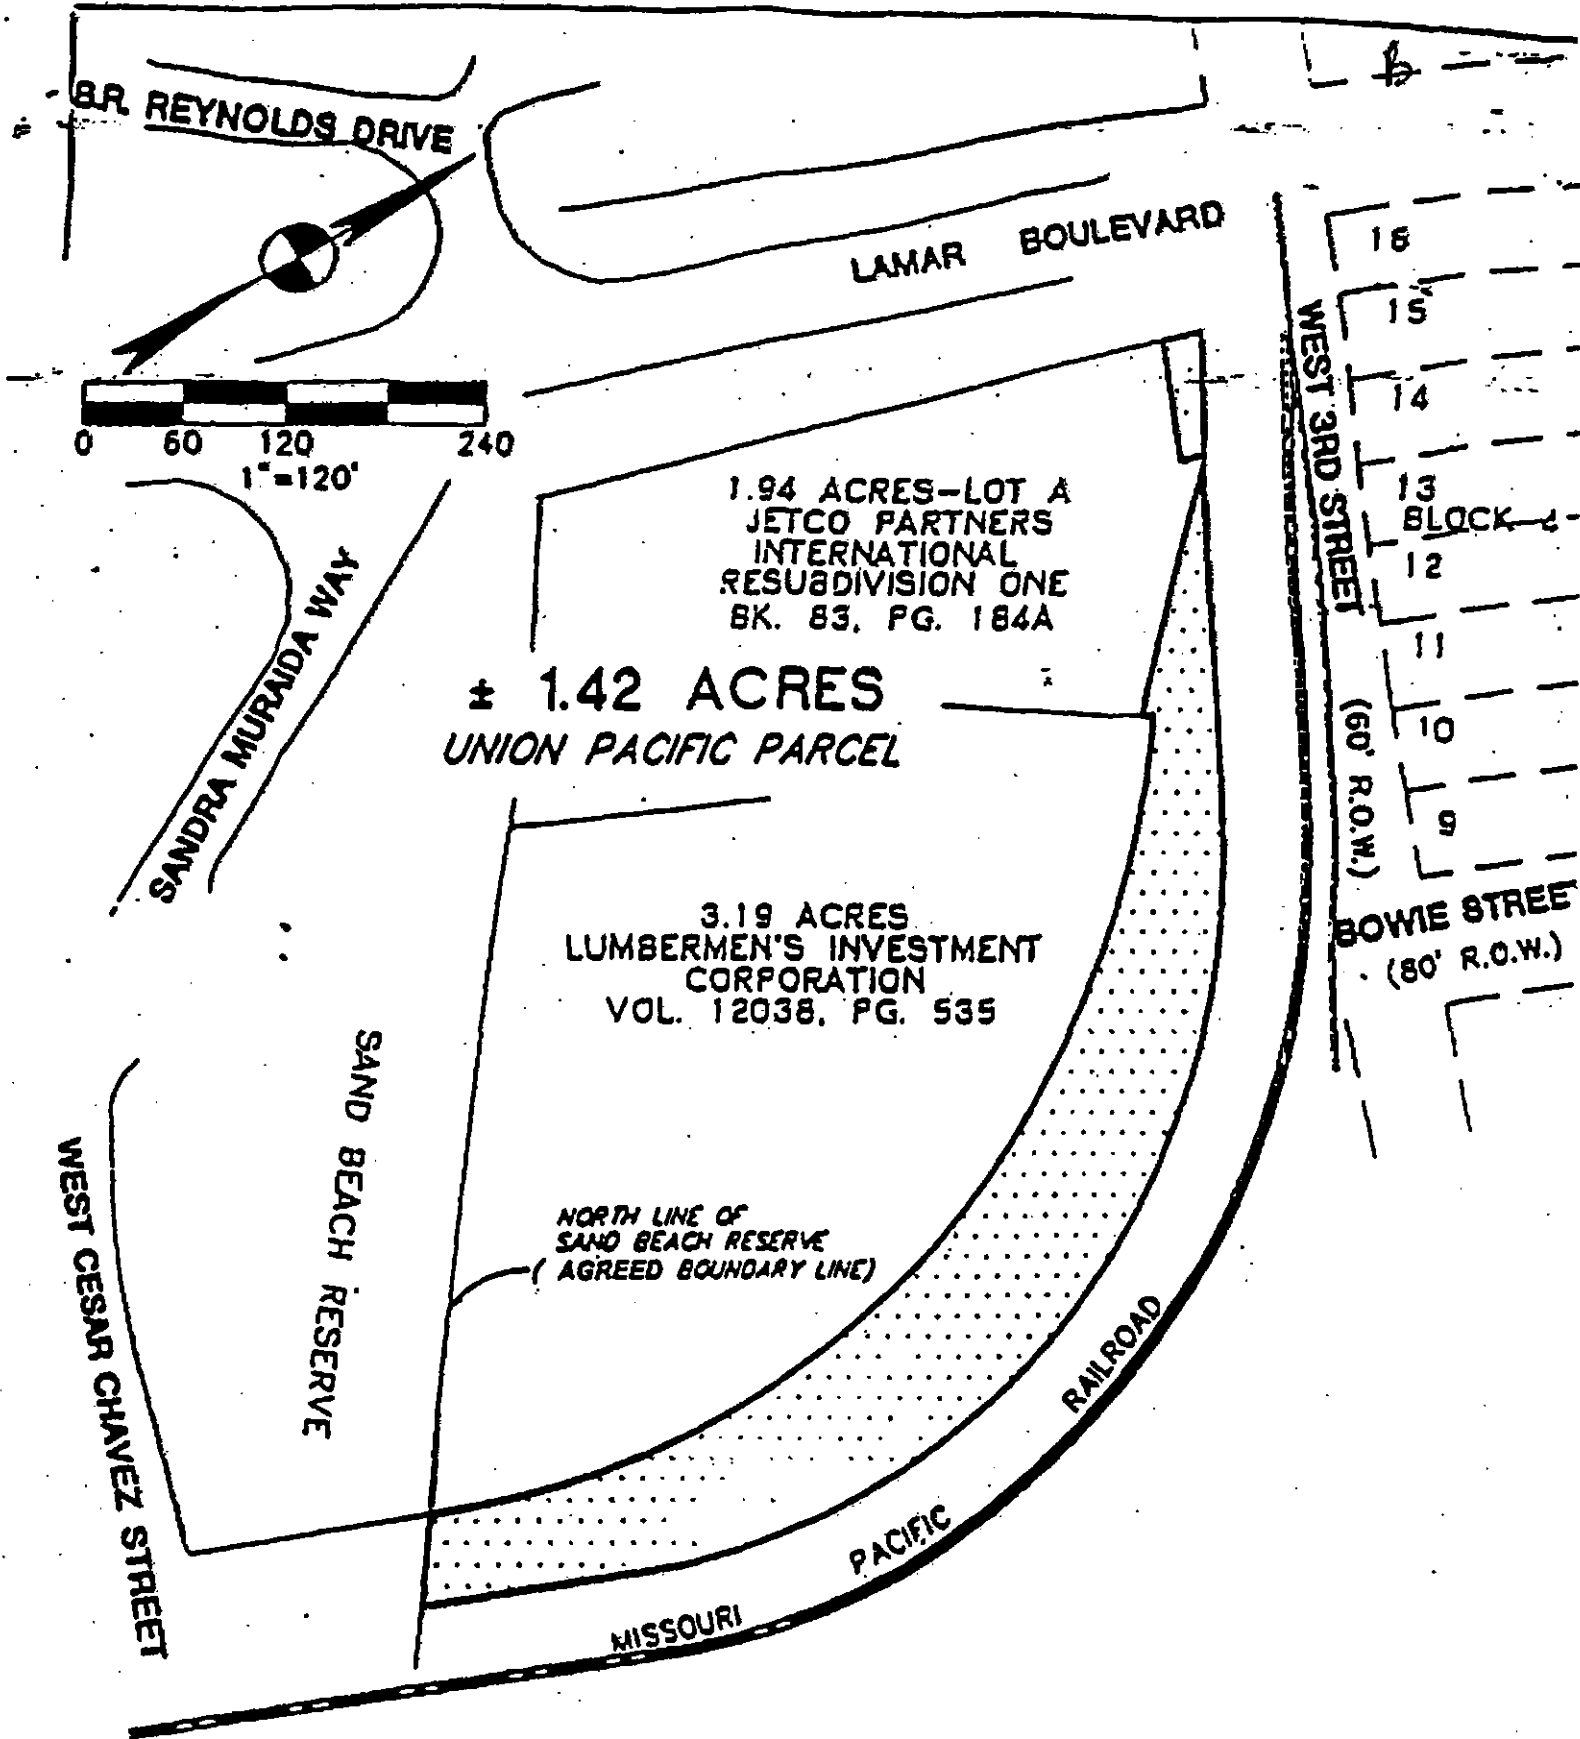 B
B.R. REYNOLDS DRIVE
LAMAR BOULEVARD
16
15
14
13
BLOCK
12
11
10
9
WEST 3RD STREET
(60' R.O.W.)
0 60 120 240
1"=120'
1.94 ACRES-LOT A
JETCO PARTNERS
INTERNATIONAL
RESUBDIVISION ONE
BK. 83, PG. 184A
± 1.42 ACRES
UNION PACIFIC PARCEL
SANDRA MURAIDA WAY
3.19 ACRES
LUMBERMEN'S INVESTMENT
CORPORATION
VOL. 12038, PG. 535
BOWIE STREE
(80' R.O.W.)
SAND BEACH RESERVE
NORTH LINE OF
SAND BEACH RESERVE
( AGREED BOUNDARY LINE)
WEST CESAR CHAVEZ STREET
MISSOURI PACIFIC RAILROAD